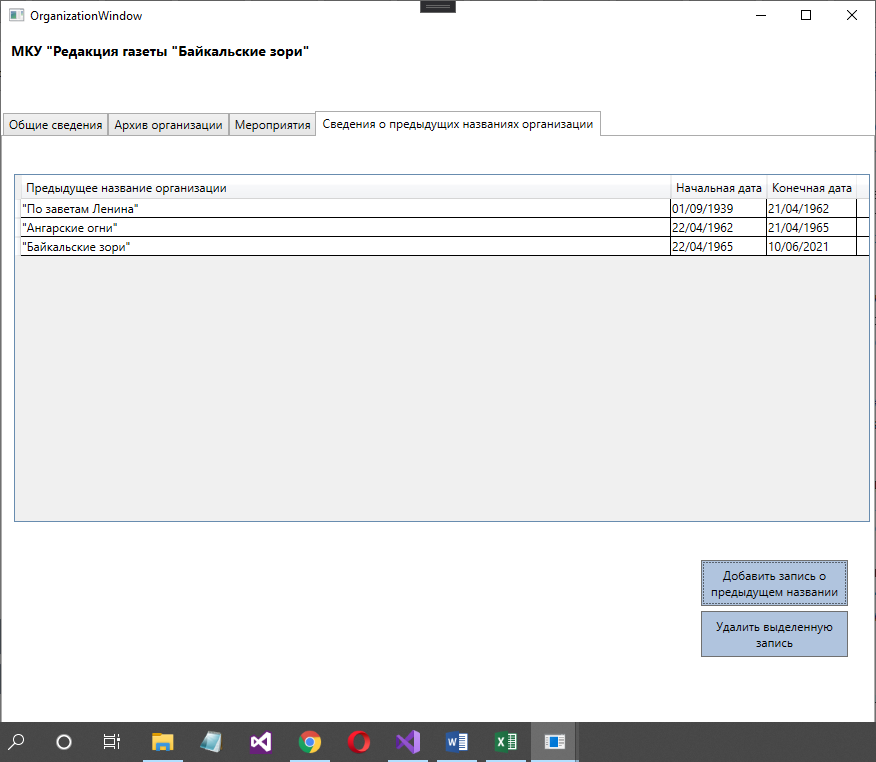 OrganizationWindow
МКУ "Редакция газеты "Байкальские зори"
Общие сведения Архив организации Мероприятия Сведения о предыдущих названиях организации
Предыдущее название организации Начальная дата Конечная дата
"По заветам Ленина" 01/09/1939 21/04/1962
"Ангарские огни" 22/04/1962 21/04/1965
"Байкальские зори" 22/04/1965 10/06/2021
Добавить запись о
предыдущем названии
Удалить выделенную
запись